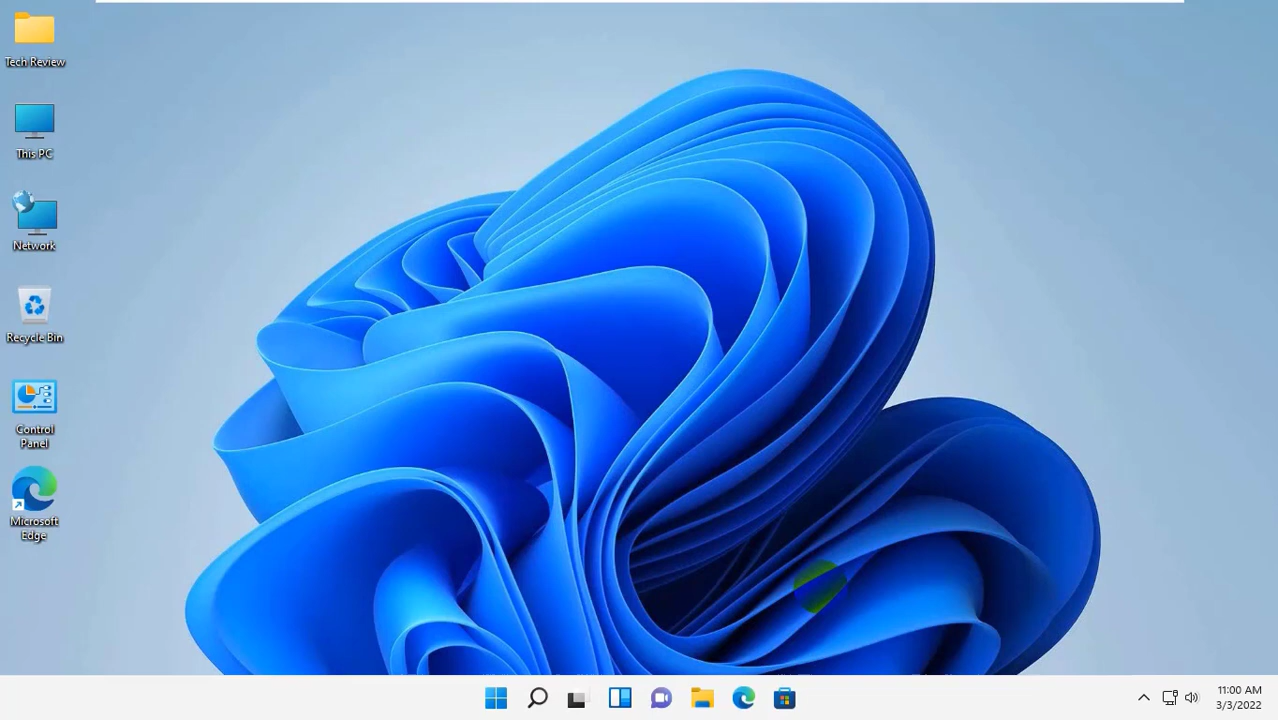 Tech Review
This PC
Network
Recycle Bin
Control
Panel
Microsoft
Edge
11:00 AM
3/3/2022